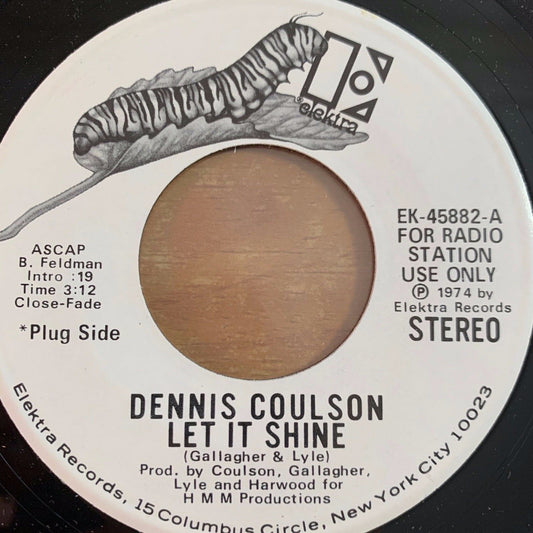 ®elektra
EK-45882-A
FOR RADIO
STATION
USE ONLY
Ⓟ 1974 by
Elektra Records
STEREO
ASCAP
B. Feldman
Intro :19
Time 3:12
Close-Fade
*Plug Side
DENNIS COULSON
LET IT SHINE
(Gallagher & Lyle)
Prod. by Coulson, Gallagher,
Lyle and Harwood for
H M M Productions
Elektra Records, 15 Columbus Circle, New York City 10023